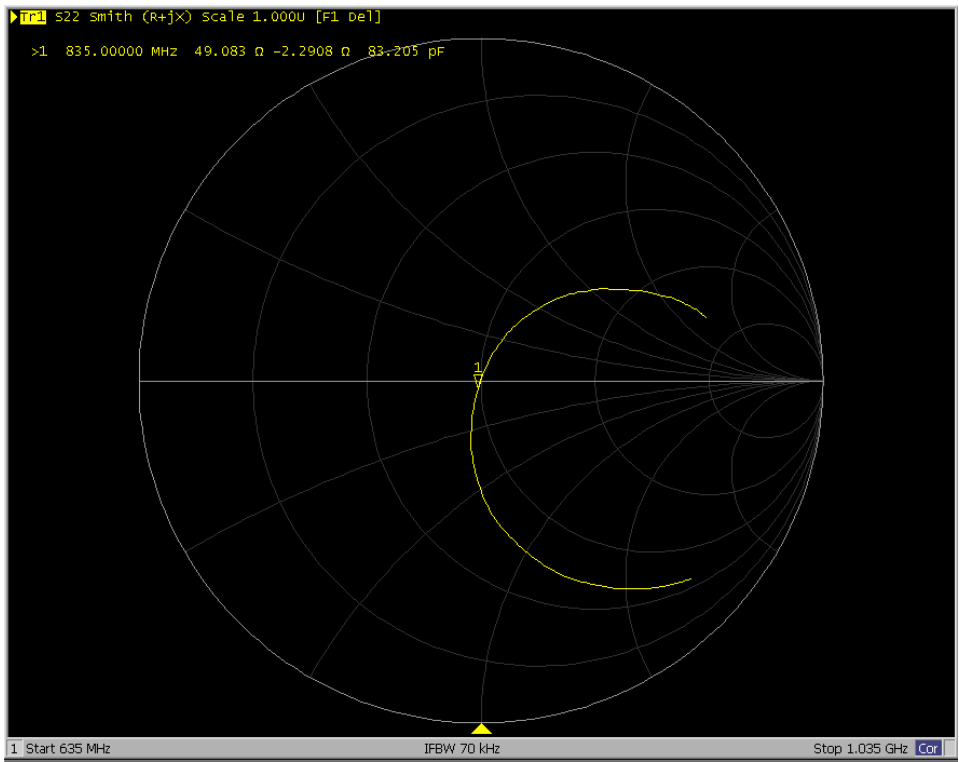 Tr1 S22 Smith (R+jX) Scale 1.000U [F1 Del]
>1 835.00000 MHz 49.083 Ω -2.2908 Ω 83.205 pF
1
1 Start 635 MHz IFBW 70 kHz Stop 1.035 GHz Cor